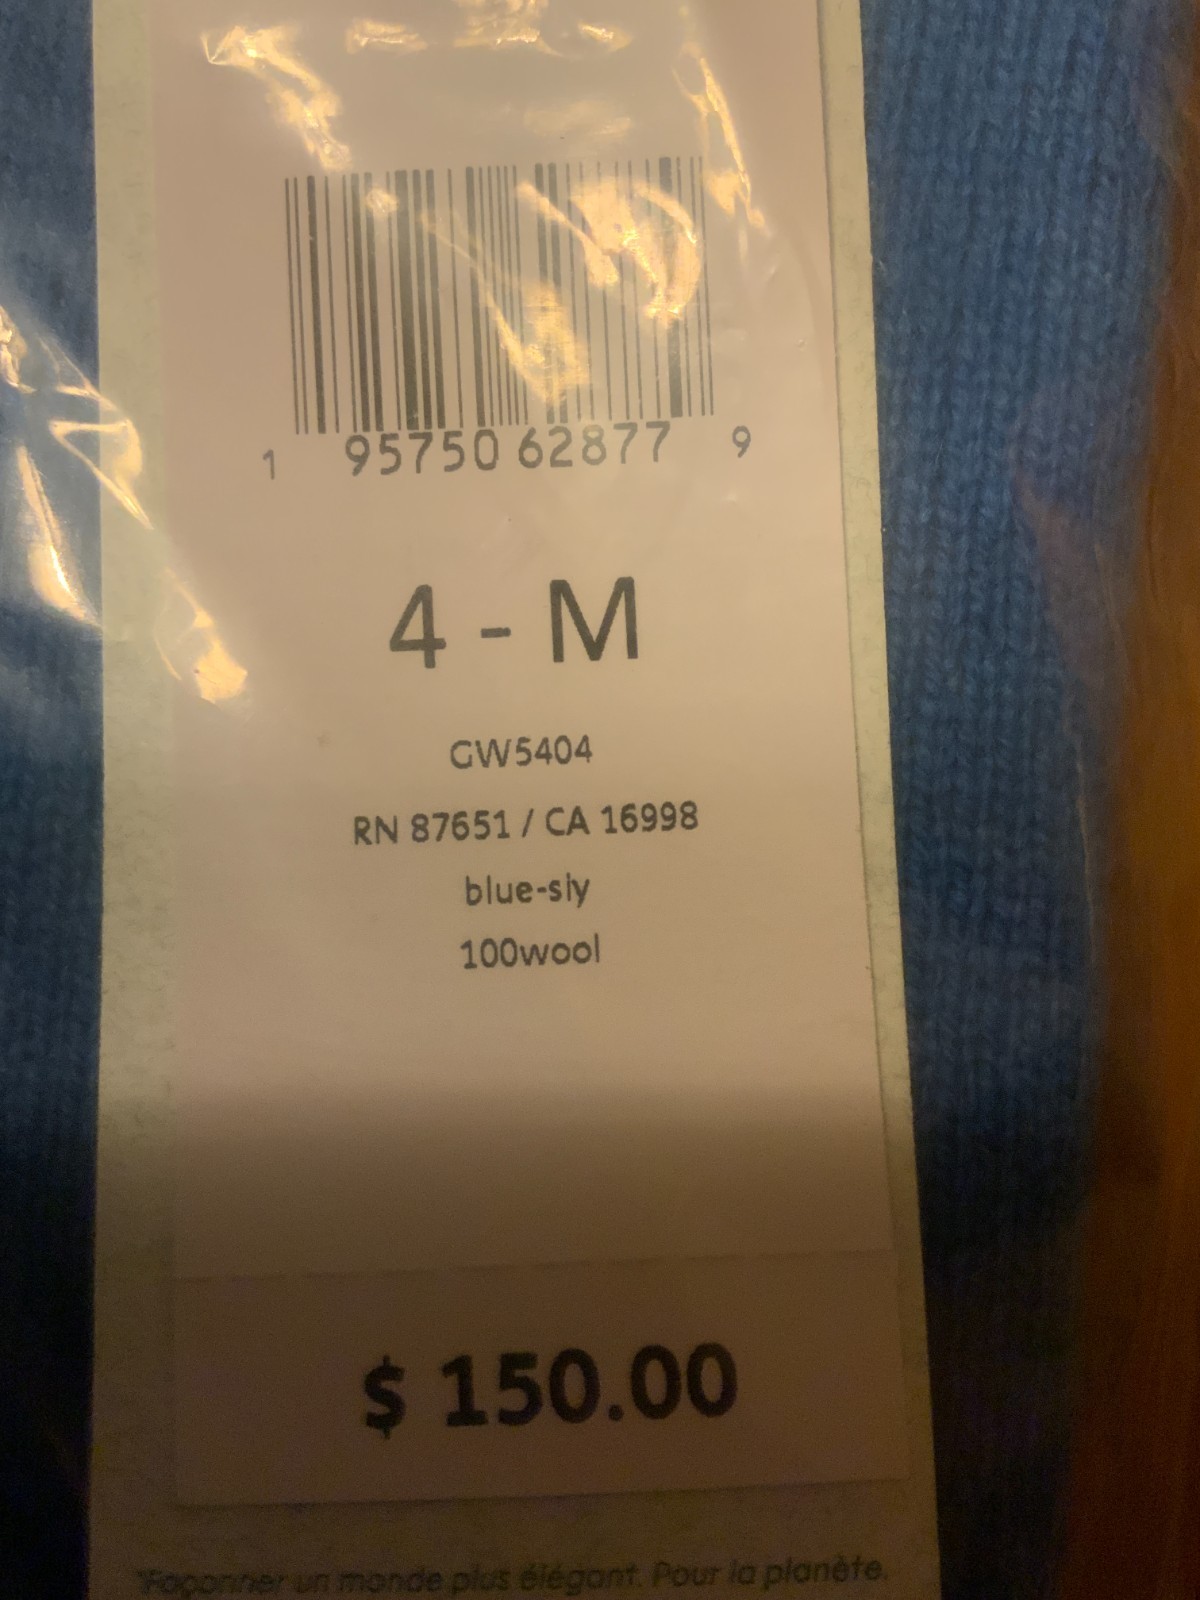 1 95750 62877 9
4 - M
GW5404
RN 87651 / CA 16998
blue-sly
100wool
$ 150.00
*Façonner un monde plus élégant. Pour la planète.